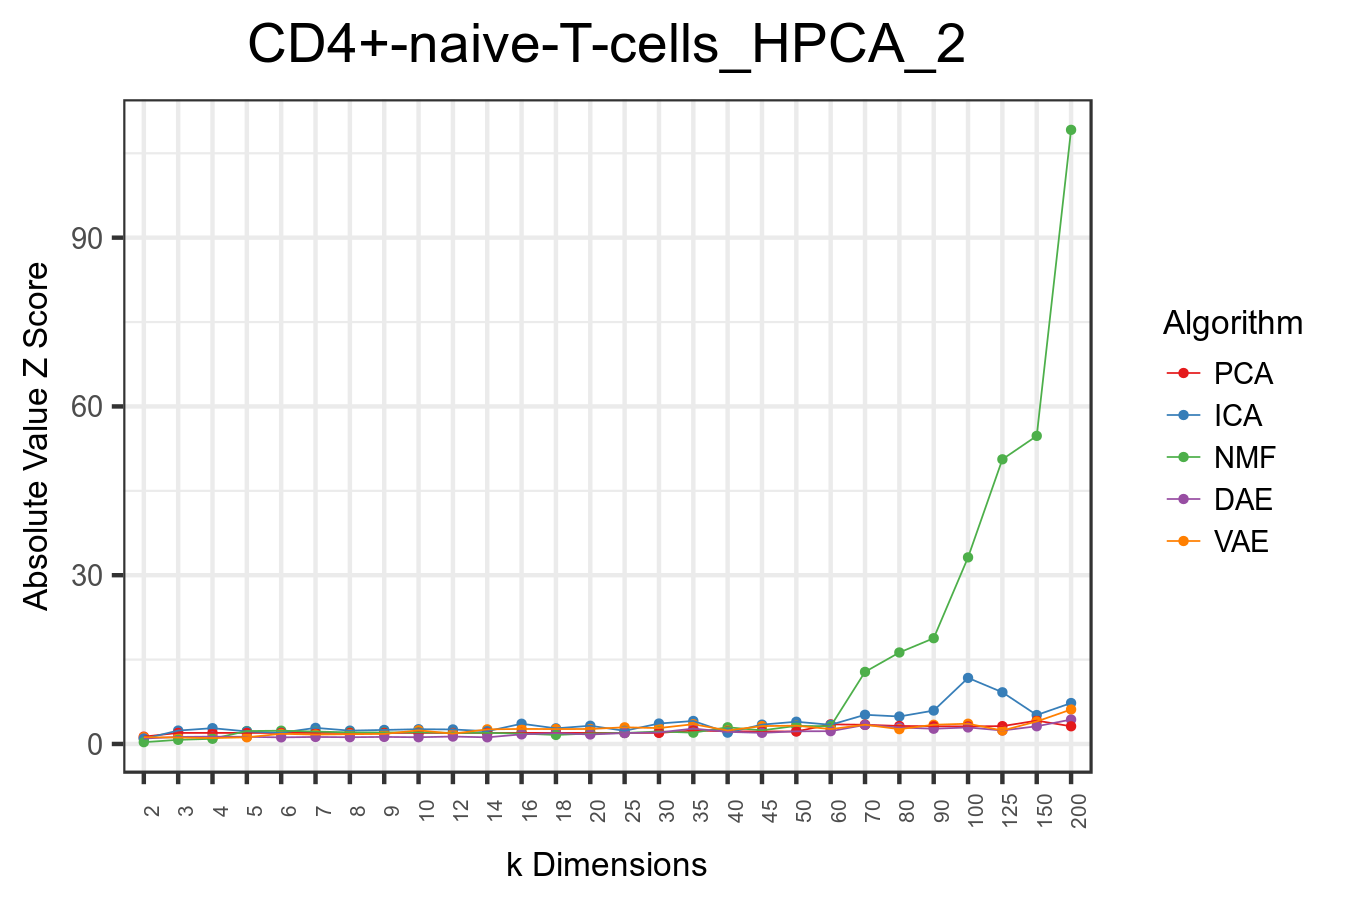 CD4+-naive-T-cells_HPCA_2
Absolute Value Z Score
90
60
30
0
2 3 4 5 6 7 8 9 10 12 14 16 18 20 25 30 35 40 45 50 60 70 80 90 100 125 150 200
k Dimensions
Algorithm
PCA
ICA
NMF
DAE
VAE